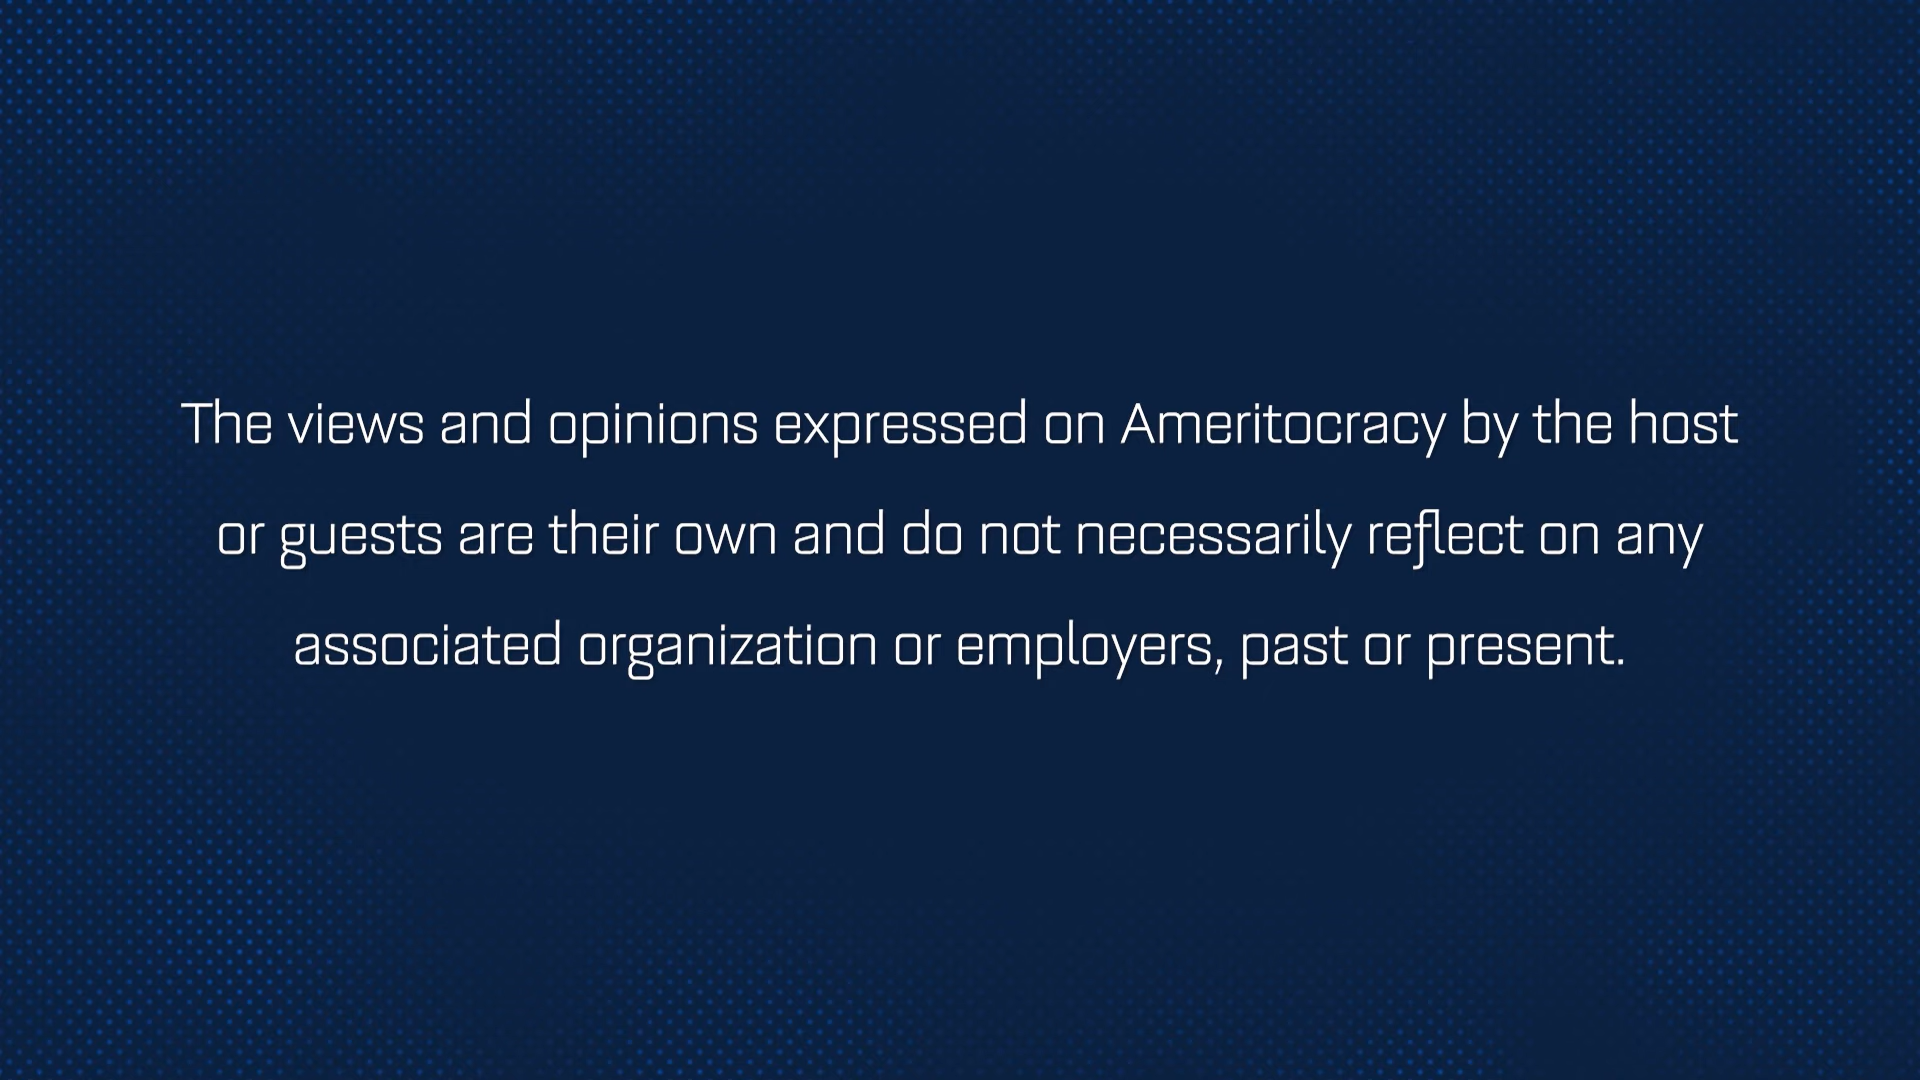 The views and opinions expressed on Ameritocracy by the host
or guests are their own and do not necessarily reflect on any
associated organization or employers, past or present.